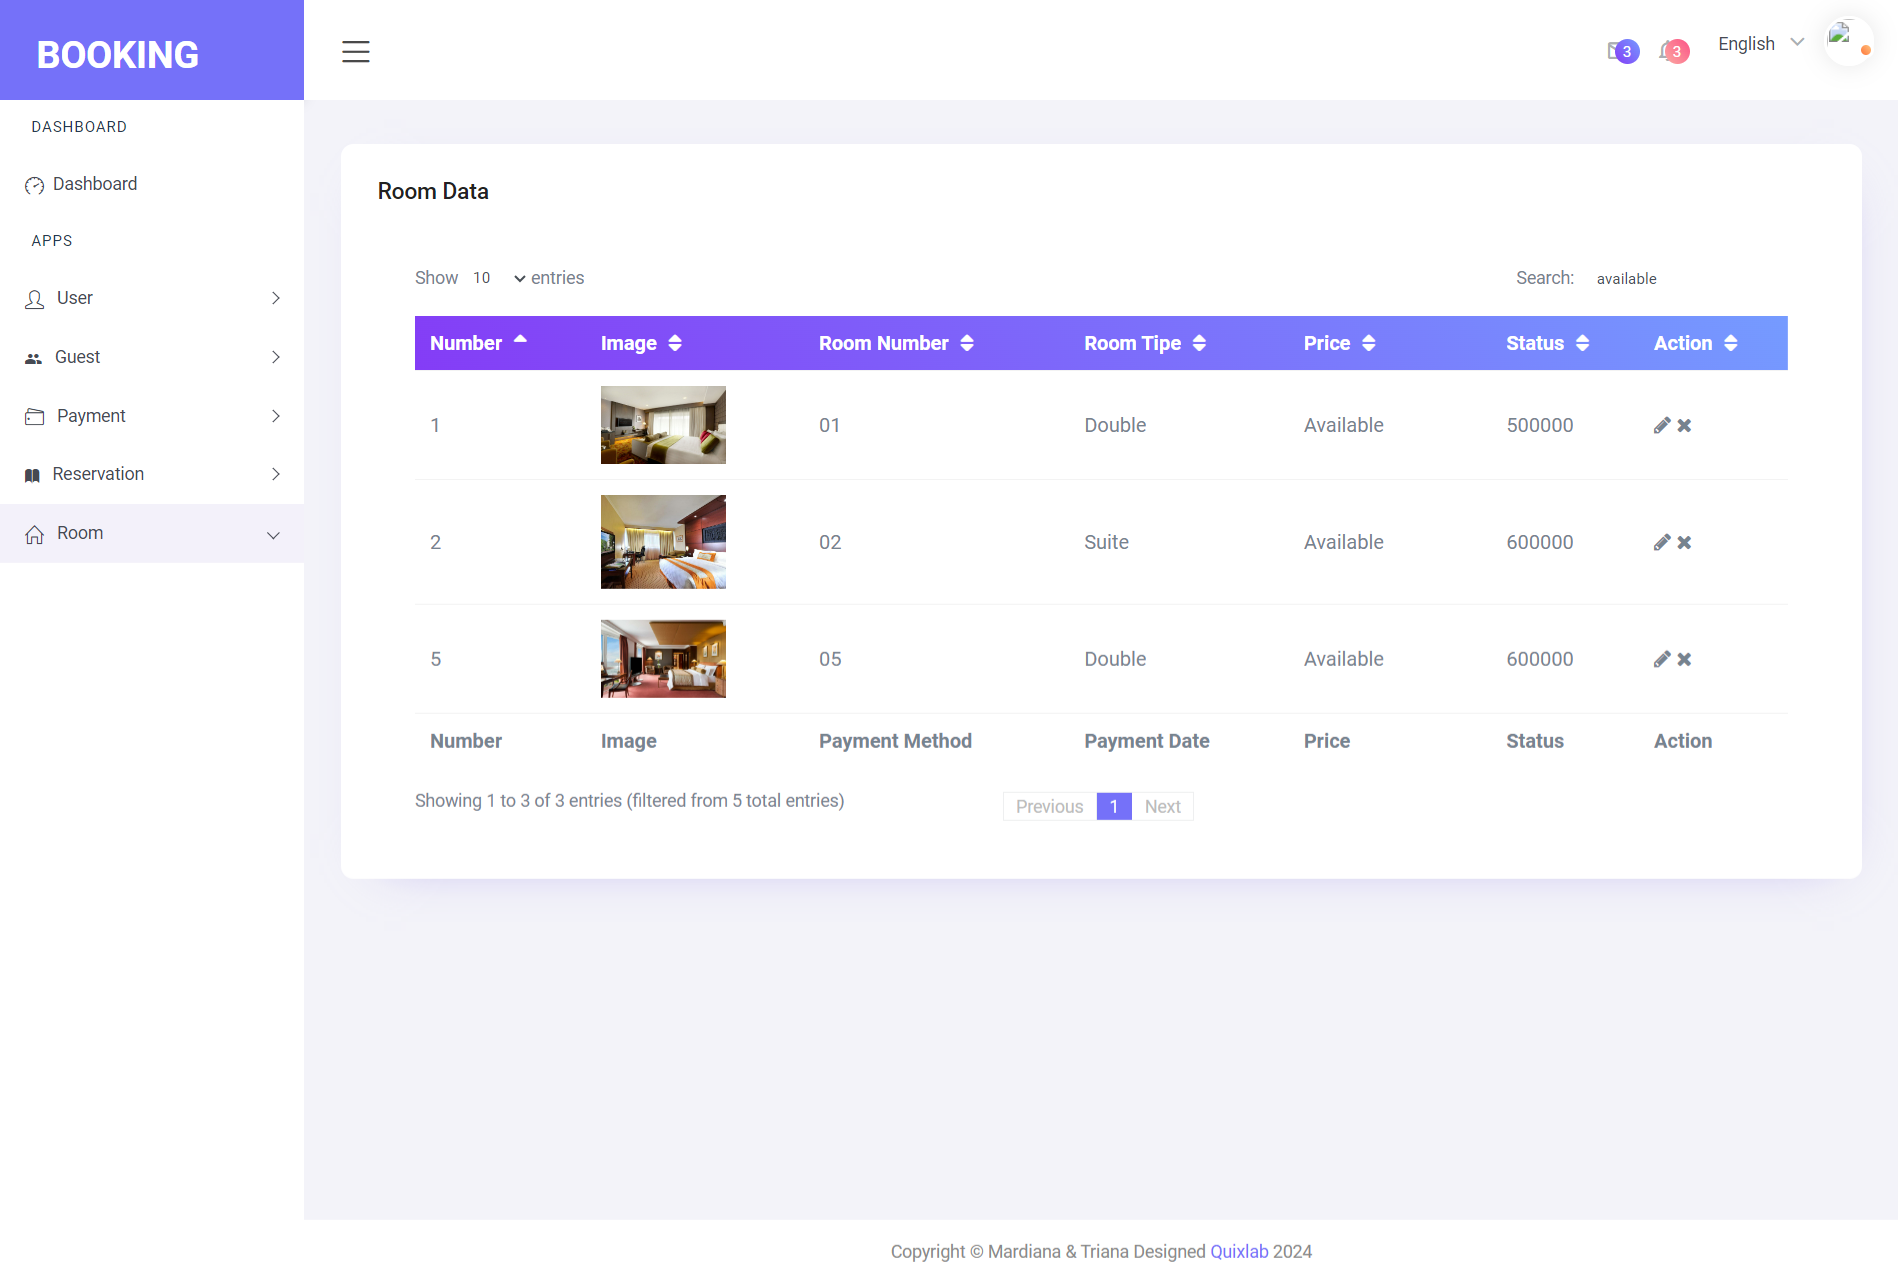 BOOKING
3
3
English
DASHBOARD
Dashboard
APPS
User
Guest
Payment
Reservation
Room
Room Data
Show 10 entries
Search: available
Number Image Room Number Room Tipe Price Status Action
1 01 Double Available 500000
2 02 Suite Available 600000
5 05 Double Available 600000
Number Image Payment Method Payment Date Price Status Action
Showing 1 to 3 of 3 entries (filtered from 5 total entries)
Previous 1 Next
Copyright © Mardiana & Triana Designed Quixlab 2024